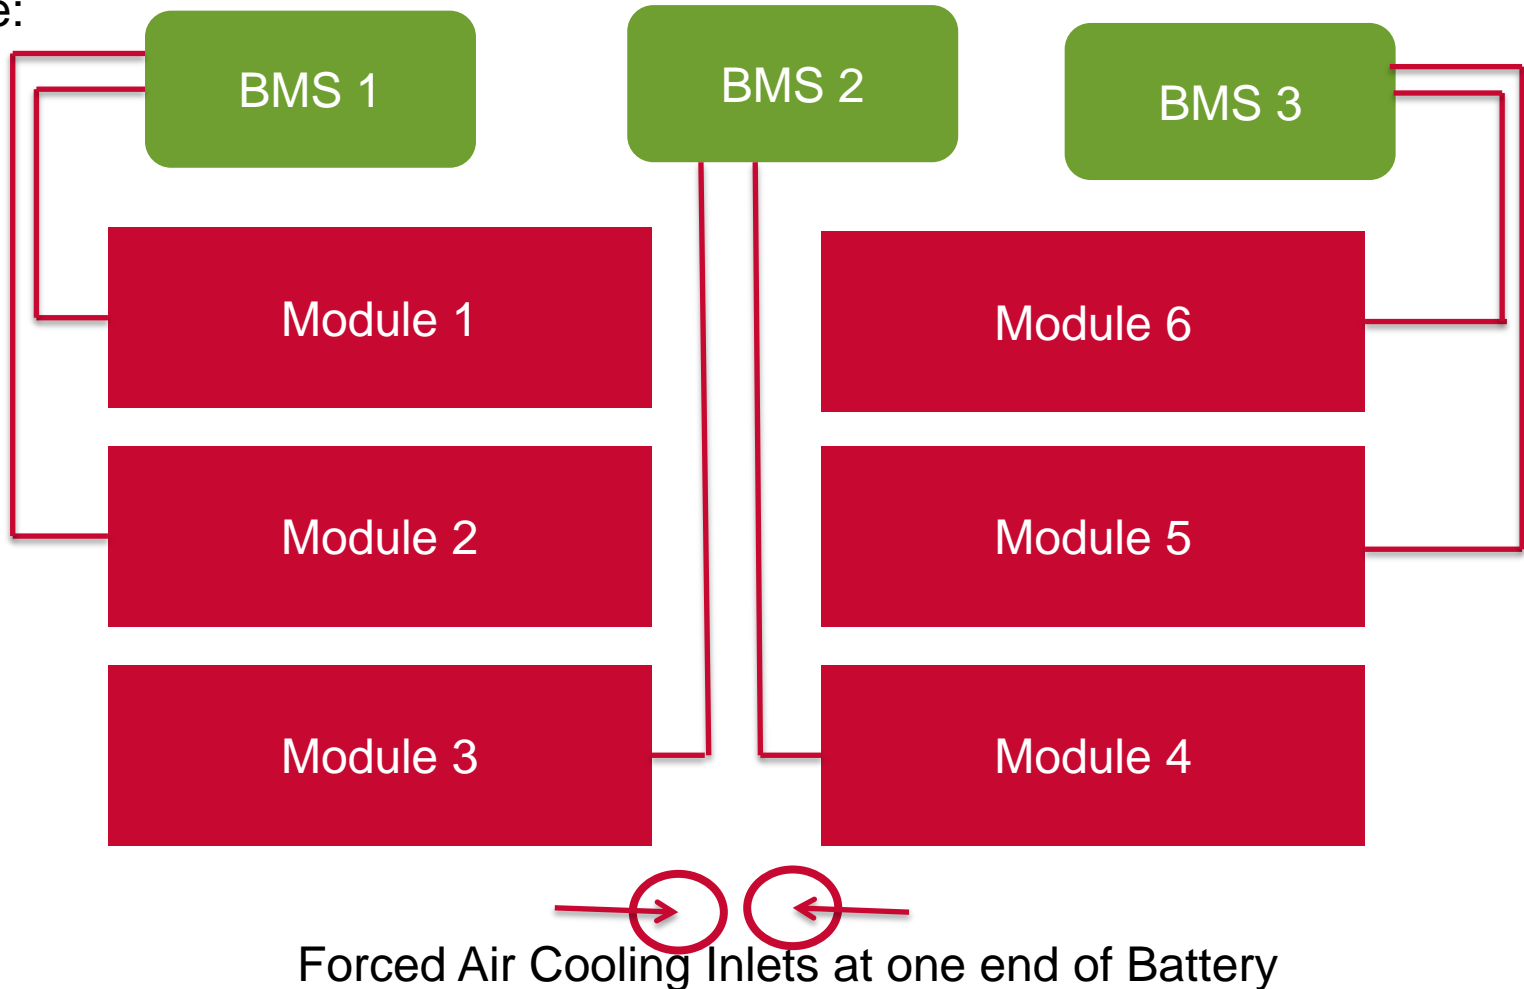 e:
BMS 1
BMS 2
BMS 3
Module 1
Module 6
Module 2
Module 5
Module 3
Module 4
Forced Air Cooling Inlets at one end of Battery